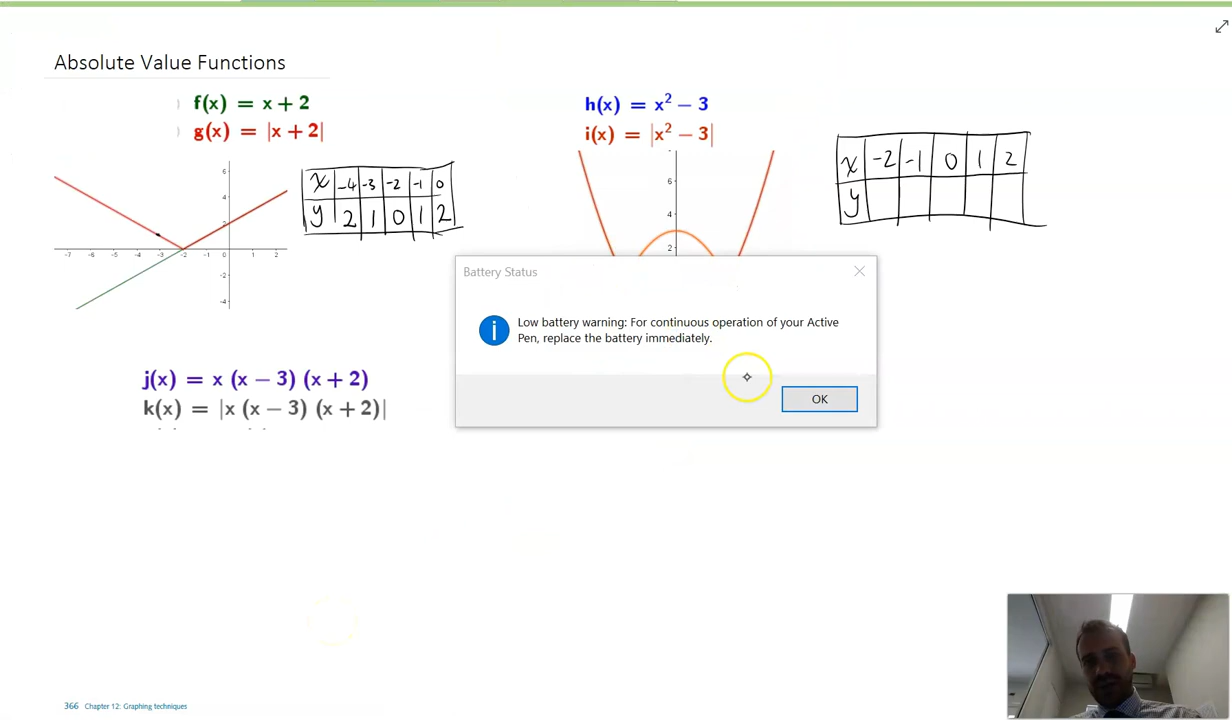 Absolute Value Functions
f(x) = x + 2
g(x) = |x + 2|
x -4 -3 -2 -1 0
y 2 1 0 1 2
6
4
2
-7 -6 -5 -4 -3 -2 -1 0 1 2
-2
-4
h(x) = x² − 3
i(x) = |x² − 3|
4
2
x -2 -1 0 1 2
y
Battery Status
Low battery warning: For continuous operation of your Active
Pen, replace the battery immediately.
OK
j(x) = x (x − 3) (x + 2)
k(x) = |x (x − 3) (x + 2)|
366 Chapter 12: Graphing techniques